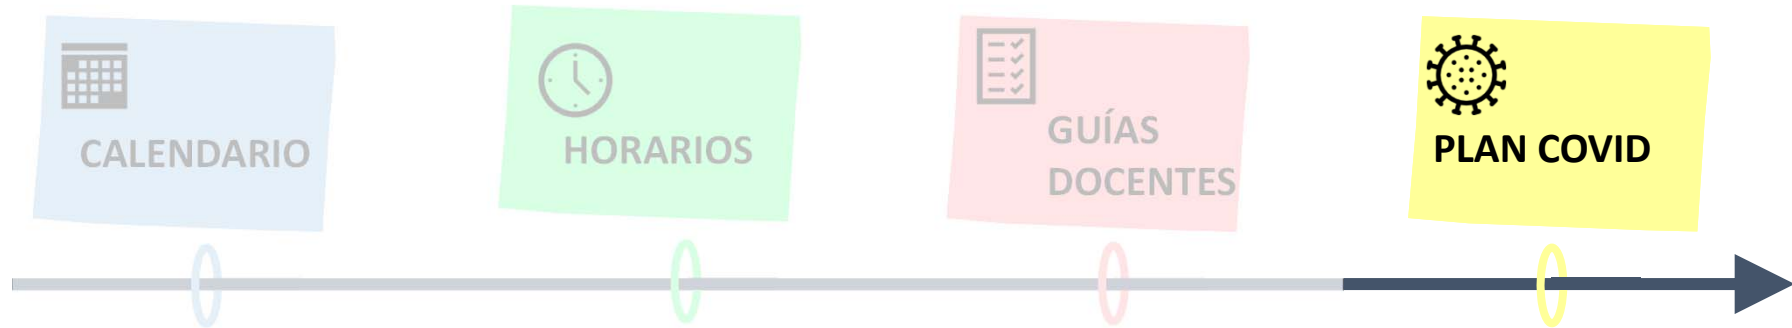 CALENDARIO
HORARIOS
GUÍAS
DOCENTES
PLAN COVID